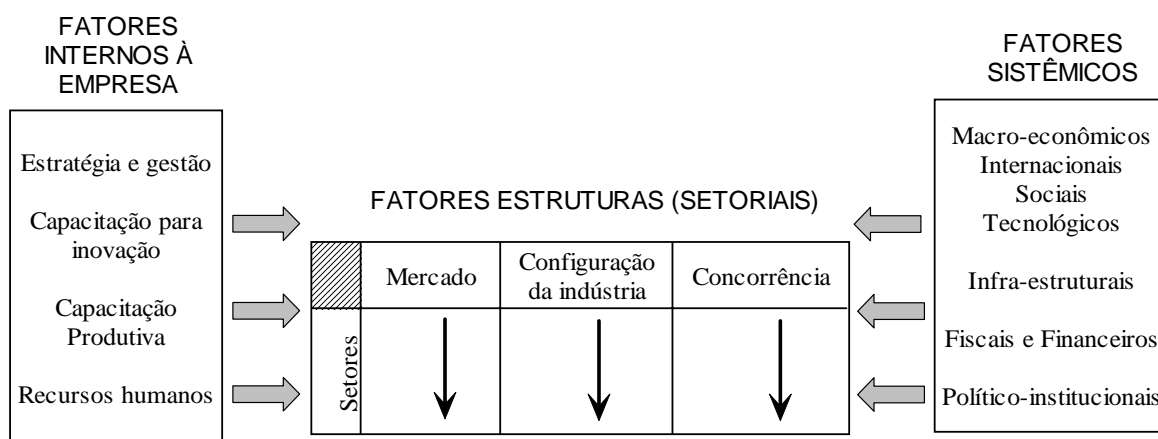 FATORES
INTERNOS À
EMPRESA
Estratégia e gestão
Capacitação para
inovação
Capacitação
Produtiva
Recursos humanos
FATORES ESTRUTURAS (SETORIAIS)
Mercado
Configuração
da indústria
Concorrência
Setores
FATORES
SISTÊMICOS
Macro-econômicos
Internacionais
Sociais
Tecnológicos
Infra-estruturais
Fiscais e Financeiros
Político-institucionais